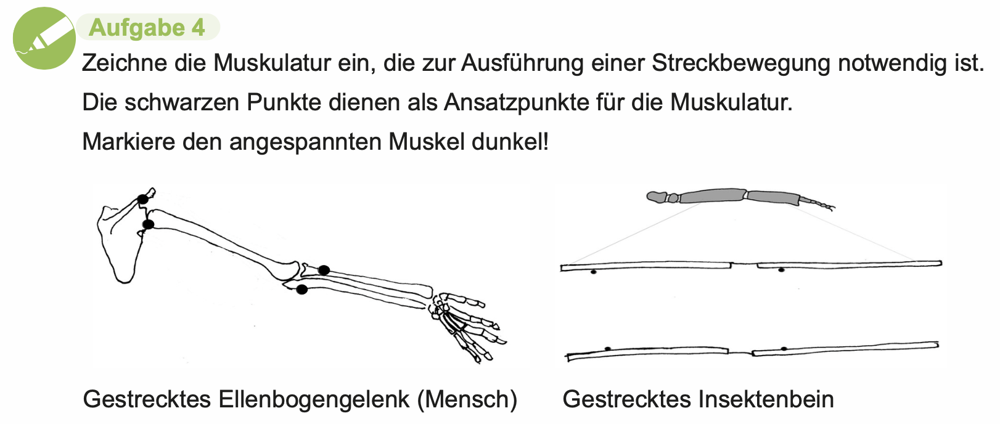 Aufgabe 4
Zeichne die Muskulatur ein, die zur Ausführung einer Streckbewegung notwendig ist.
Die schwarzen Punkte dienen als Ansatzpunkte für die Muskulatur.
Markiere den angespannten Muskel dunkel!
Gestrecktes Ellenbogengelenk (Mensch)
Gestrecktes Insektenbein